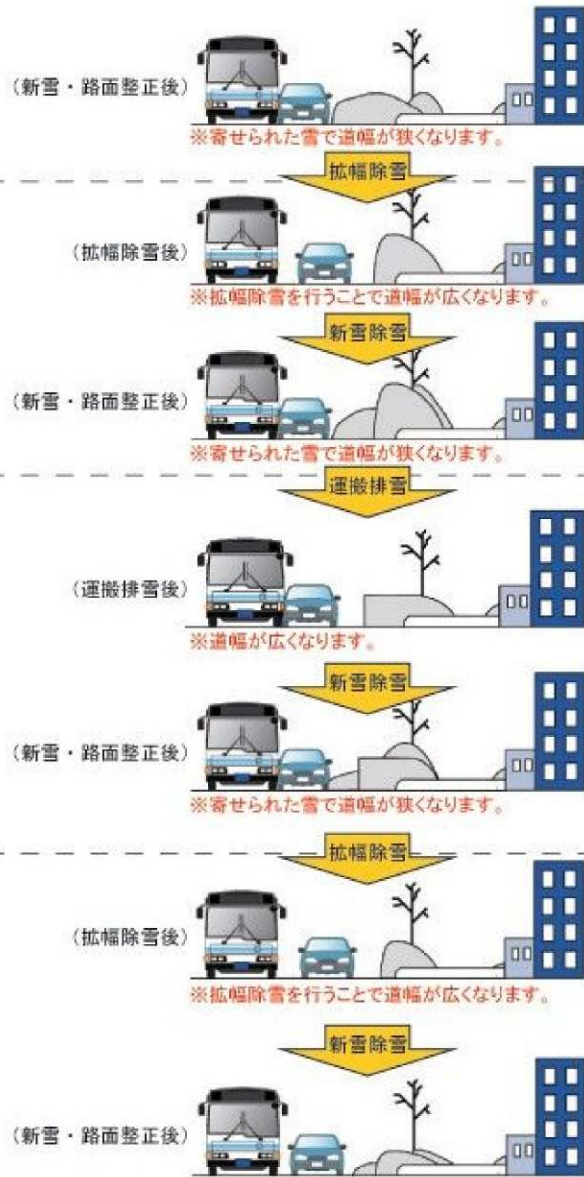 （新雪・路面整正後）
※寄せられた雪で道幅が狭くなります。
拡幅除雪
（拡幅除雪後）
※拡幅除雪を行うことで道幅が広くなります。
新雪除雪
（新雪・路面整正後）
※寄せられた雪で道幅が狭くなります。
運搬排雪
（運搬排雪後）
※道幅が広くなります。
新雪除雪
（新雪・路面整正後）
※寄せられた雪で道幅が狭くなります。
拡幅除雪
（拡幅除雪後）
※拡幅除雪を行うことで道幅が広くなります。
新雪除雪
（新雪・路面整正後）